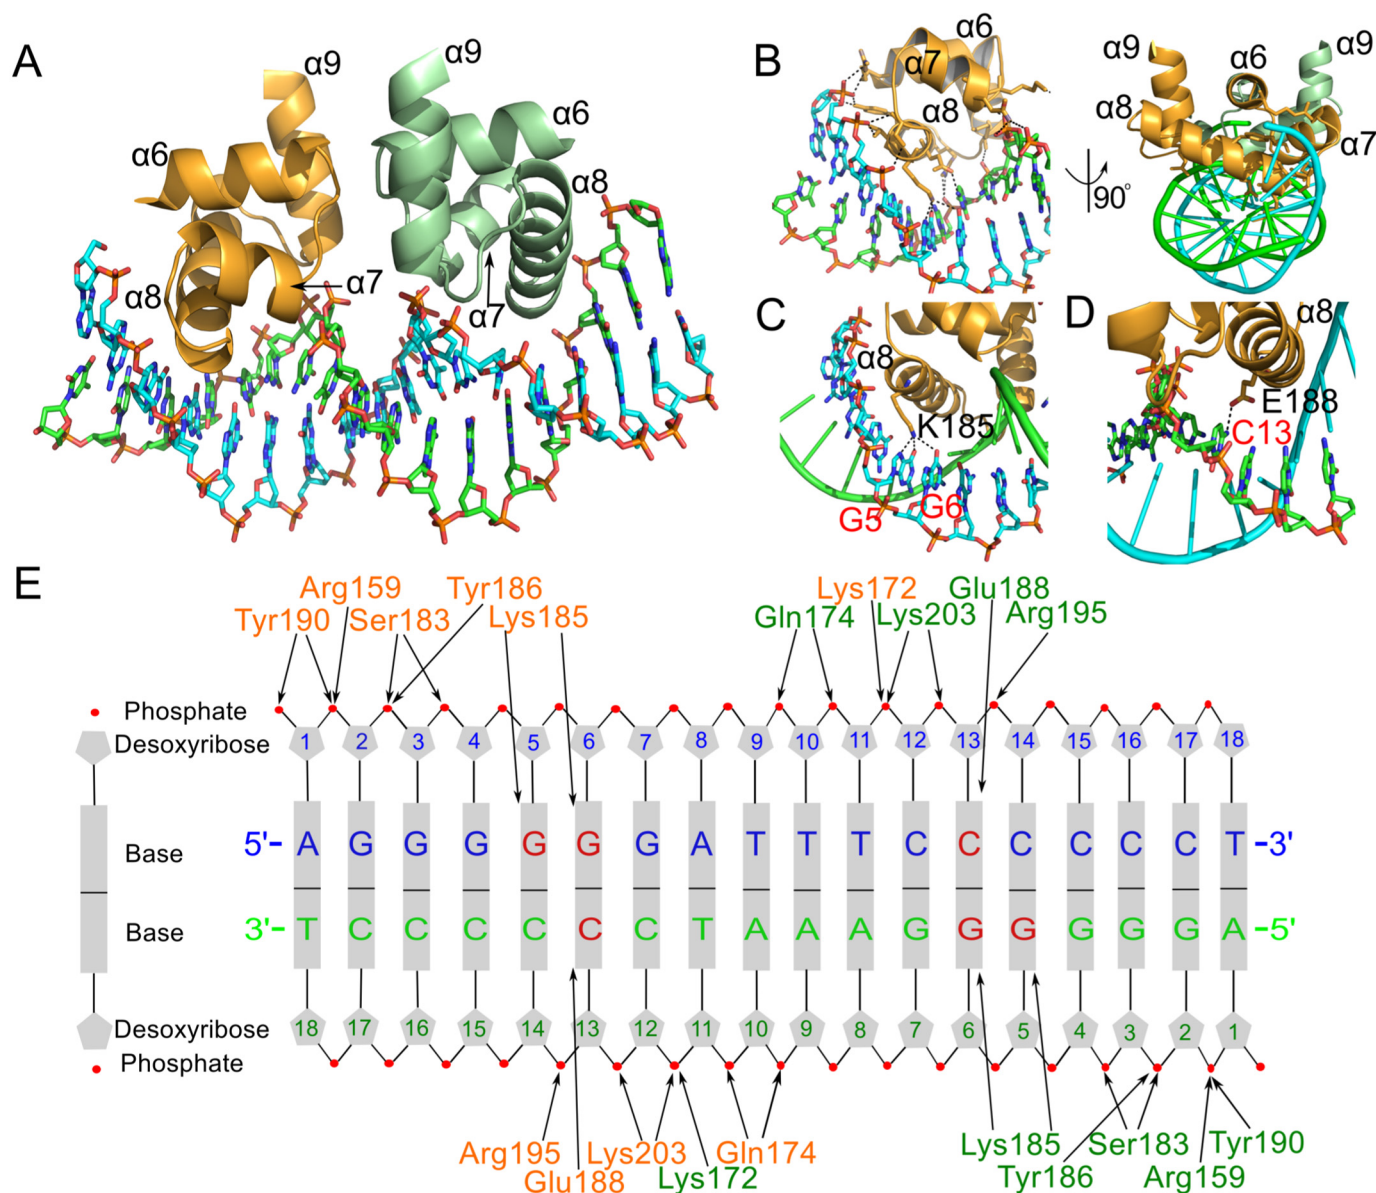 A
α9
α9
α6
α6
α8
α8
α7
α7
B
α6
α7
α8
90°
α9
α6
α9
α8
α7
C
α8
K185
G5
G6
D
α8
E188
C13
E
Arg159
Tyr186
Lys172
Glu188
Tyr190
Ser183
Lys185
Gln174
Lys203
Arg195
Phosphate
Desoxyribose
1 2 3 4 5 6 7 8 9 10 11 12 13 14 15 16 17 18
Base
5'- A G G G G G G A T T T C C C C C C T -3'
Base
3'- T C C C C C C T A A A G G G G G G A -5'
Desoxyribose
18 17 16 15 14 13 12 11 10 9 8 7 6 5 4 3 2 1
Phosphate
Arg195
Lys203
Gln174
Lys185
Ser183
Tyr190
Glu188
Lys172
Tyr186
Arg159